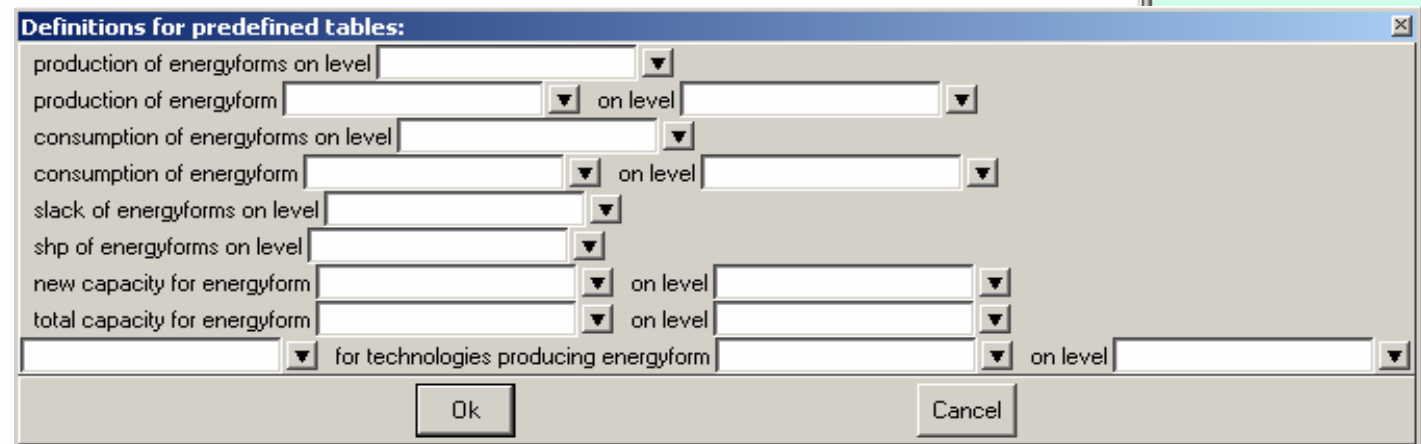 Definitions for predefined tables:
production of energyforms on level
production of energyform on level
consumption of energyforms on level
consumption of energyform on level
slack of energyforms on level
shp of energyforms on level
new capacity for energyform on level
total capacity for energyform on level
for technologies producing energyform on level
Ok Cancel